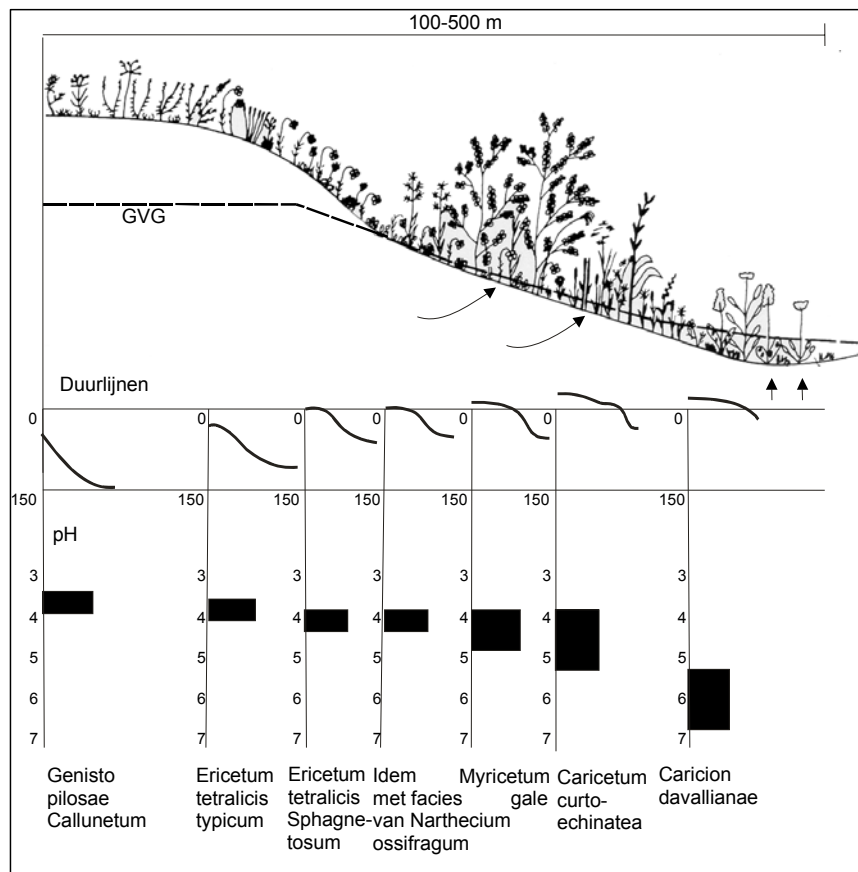 100-500 m
GVG
Duurlijnen
0 0 0 0 0 0 0
150 150 150 150 150 150 150
pH
3 3 3 3 3 3 3
4 4 4 4 4 4 4
5 5 5 5 5 5 5
6 6 6 6 6 6 6
7 7 7 7 7 7 7
Genisto
pilosae
Callunetum
Ericetum
tetralicis
typicum
Ericetum
tetralicis
Sphagne-
tosum
Idem
met facies
van Narthecium
ossifragum
Myricetum
gale
Caricetum
curto-
echinatea
Caricion
davallianae